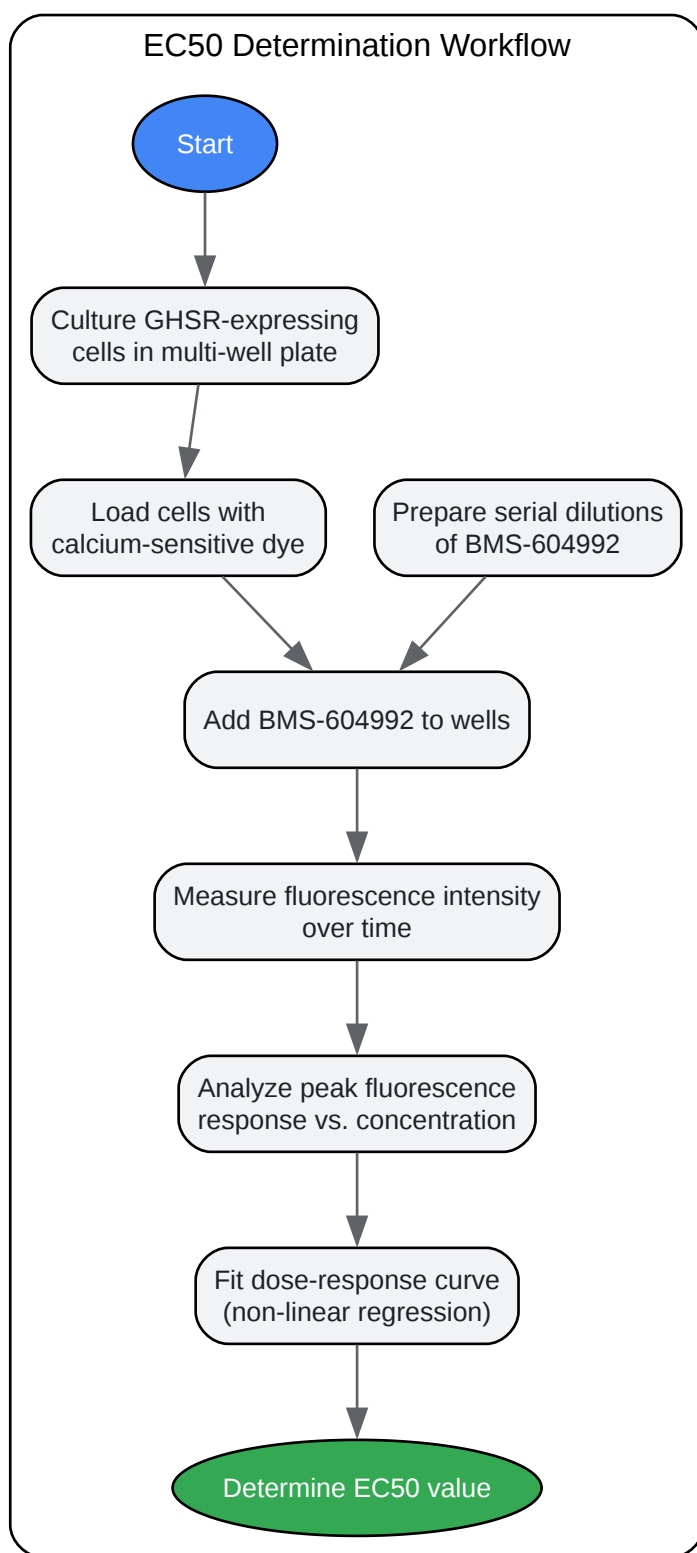 EC50 Determination Workflow
Start
Culture GHSR-expressing
cells in multi-well plate
Load cells with
calcium-sensitive dye
Prepare serial dilutions
of BMS-604992
Add BMS-604992 to wells
Measure fluorescence intensity
over time
Analyze peak fluorescence
response vs. concentration
Fit dose-response curve
(non-linear regression)
Determine EC50 value